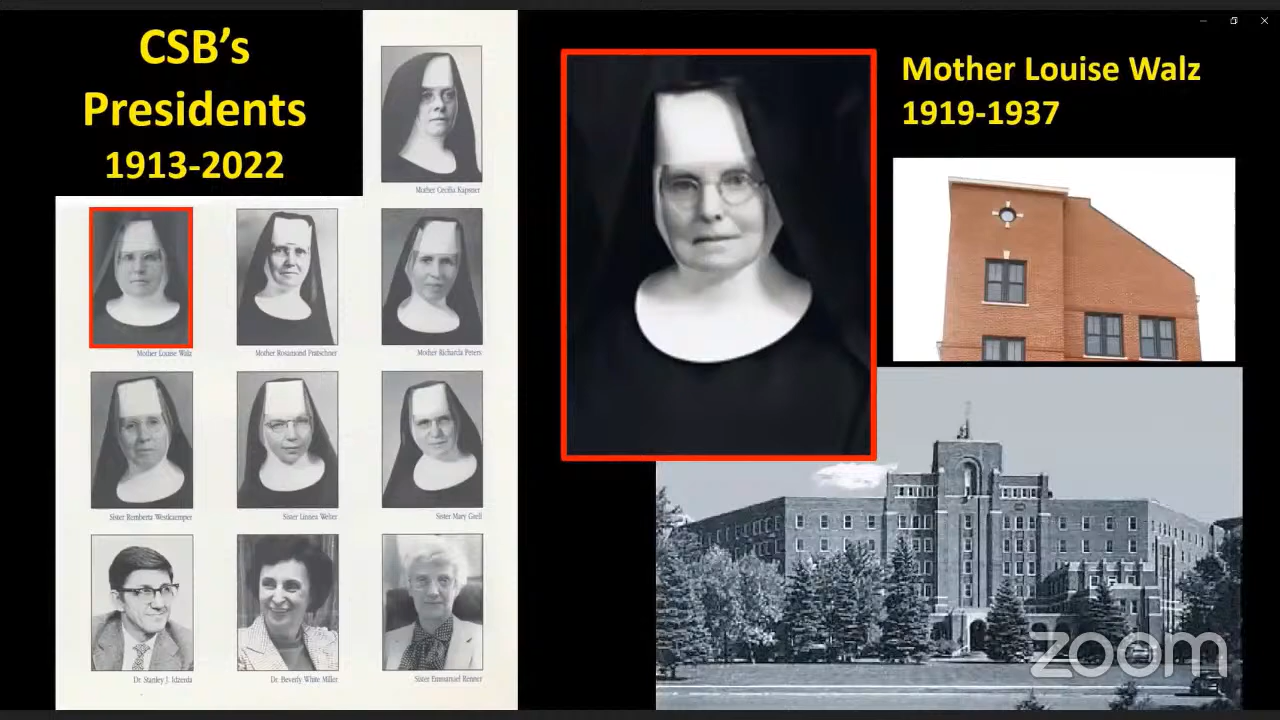 CSB's
Presidents
1913-2022
Mother Cecilia Kapsner
Mother Louise Walz
Mother Rosamond Pratschner
Mother Richarda Peters
Sister Remberta Westkaemper
Sister Linnea Welter
Sister Mary Grell
Dr. Stanley J. Idzerda
Dr. Beverly White Miller
Sister Emmanuel Renner
Mother Louise Walz
1919-1937
zoom